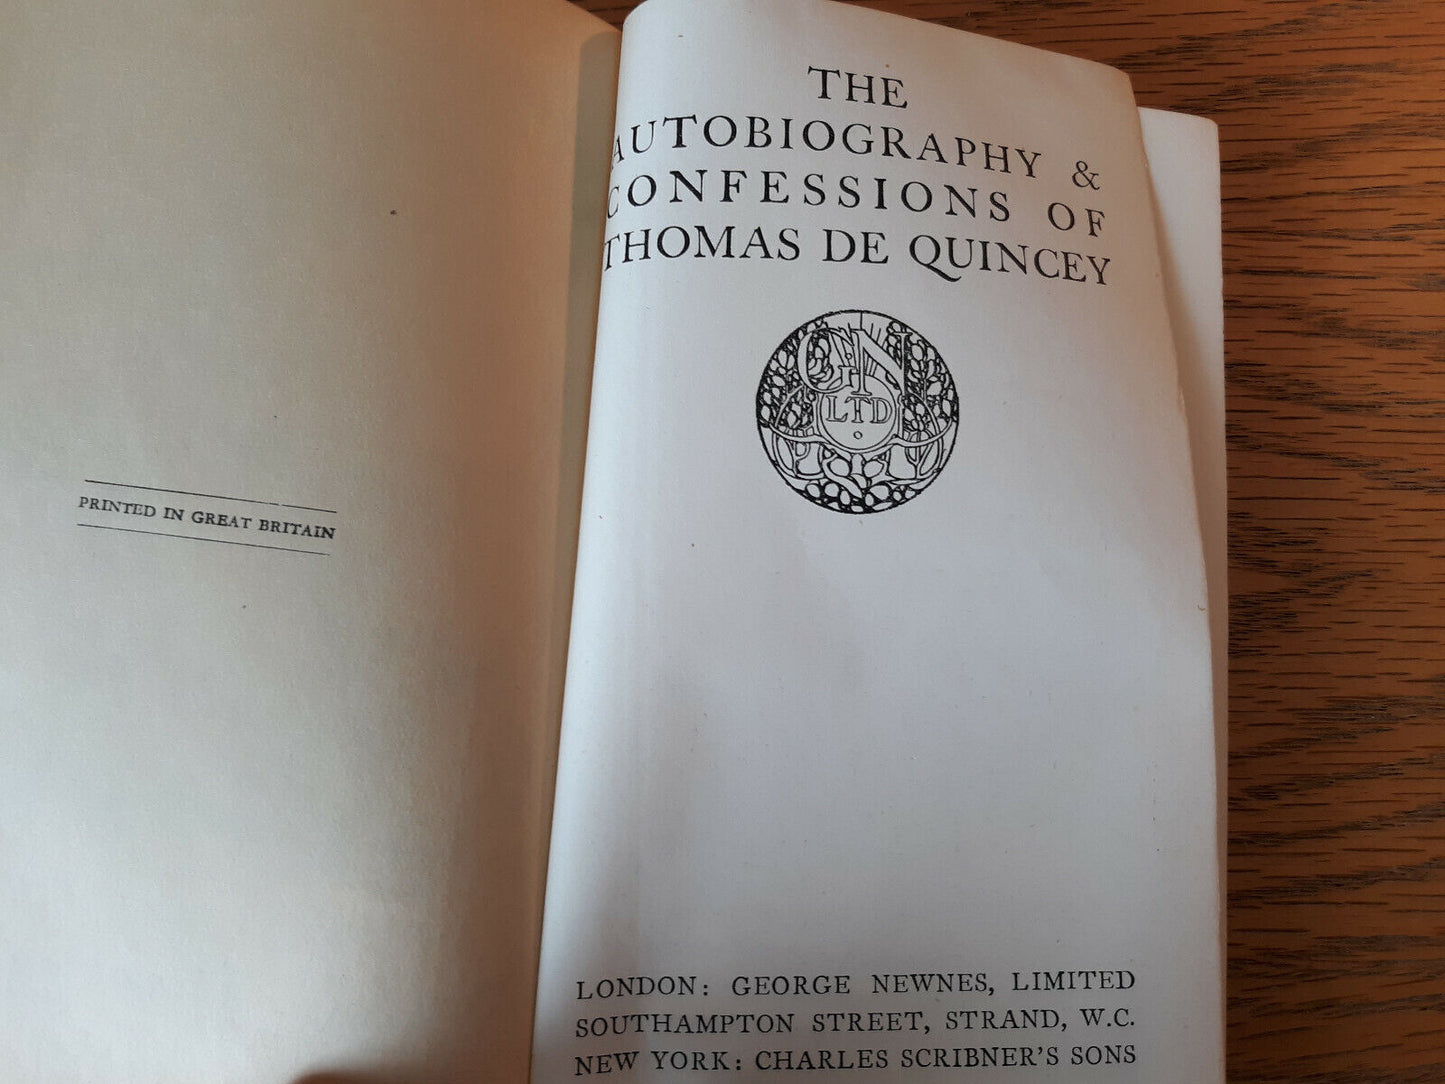 PRINTED IN GREAT BRITAIN
THE
AUTOBIOGRAPHY &
CONFESSIONS OF
THOMAS DE QUINCEY
G N
LTD
LONDON: GEORGE NEWNES, LIMITED
SOUTHAMPTON STREET, STRAND, W.C.
NEW YORK: CHARLES SCRIBNER'S SONS